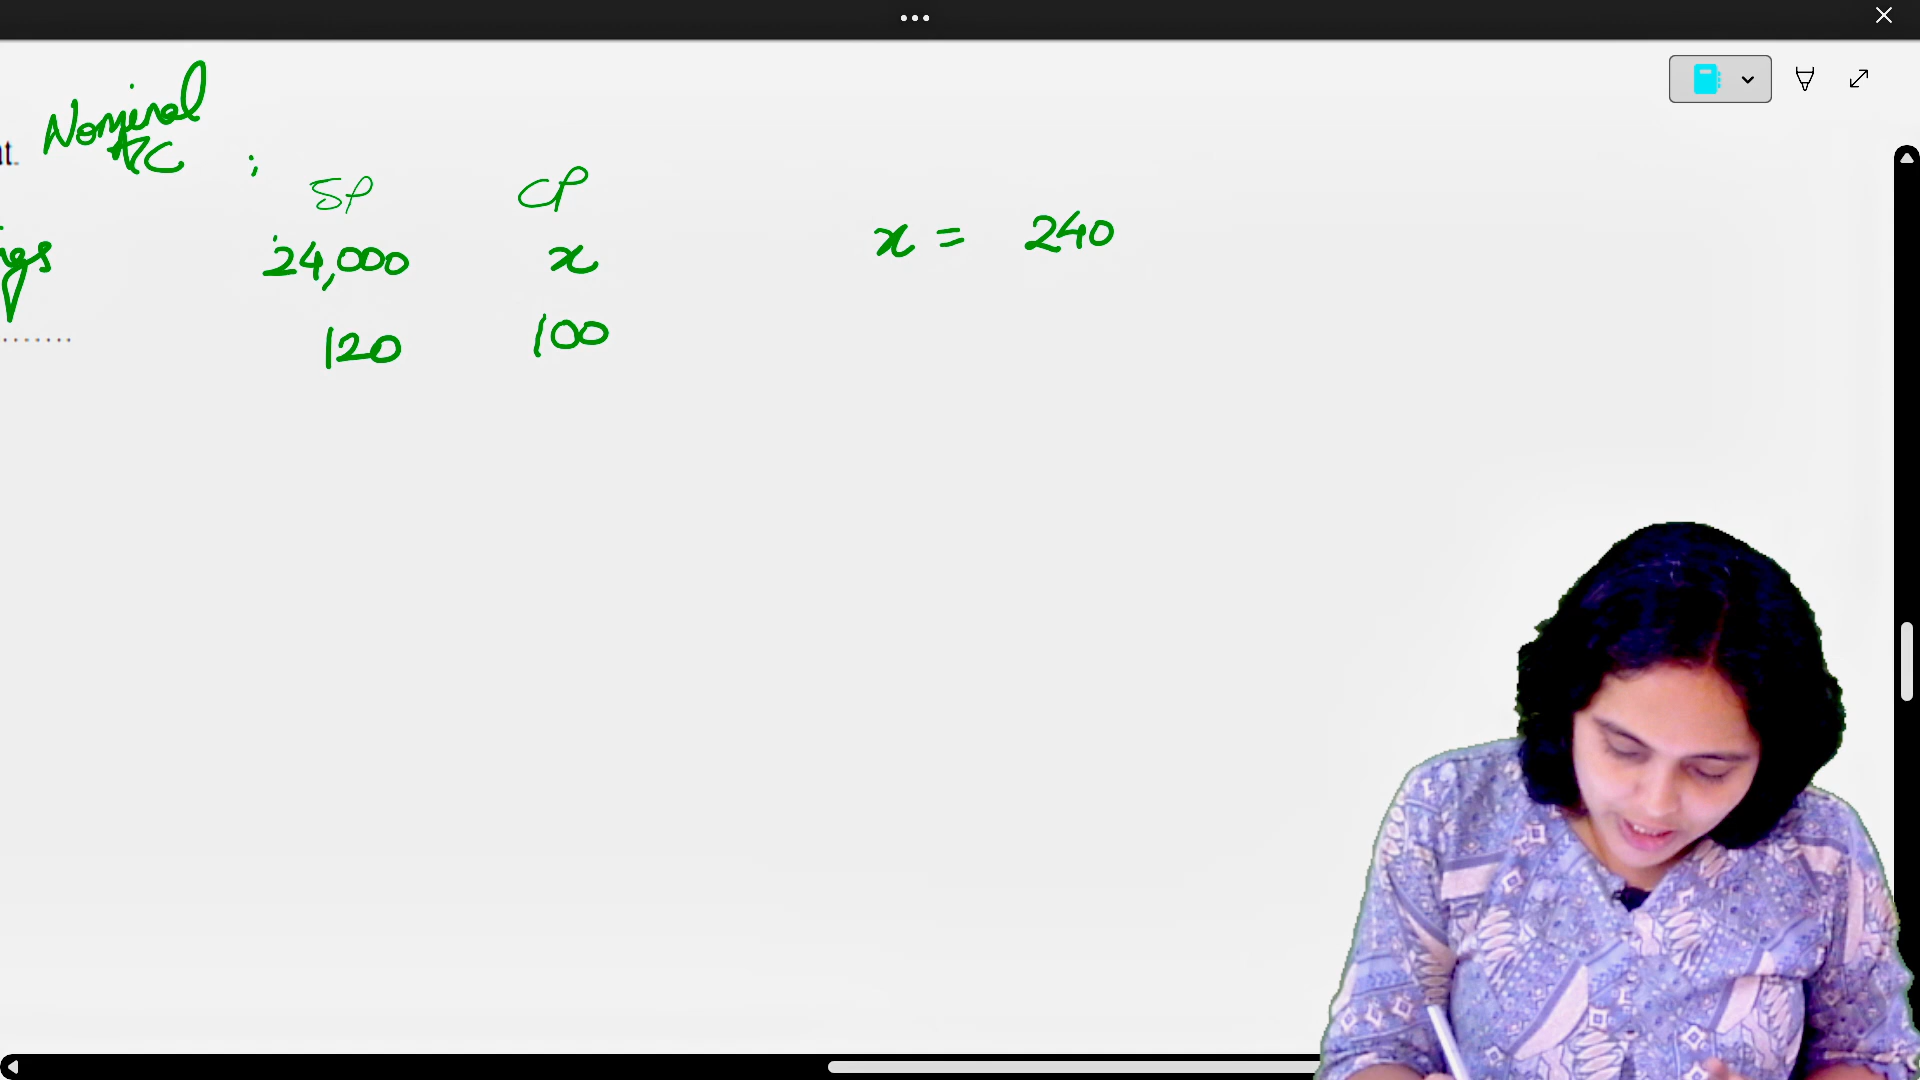 Nominal
A/C
t.
;
SP CP
24,000 x
120 100
x = 240
.......